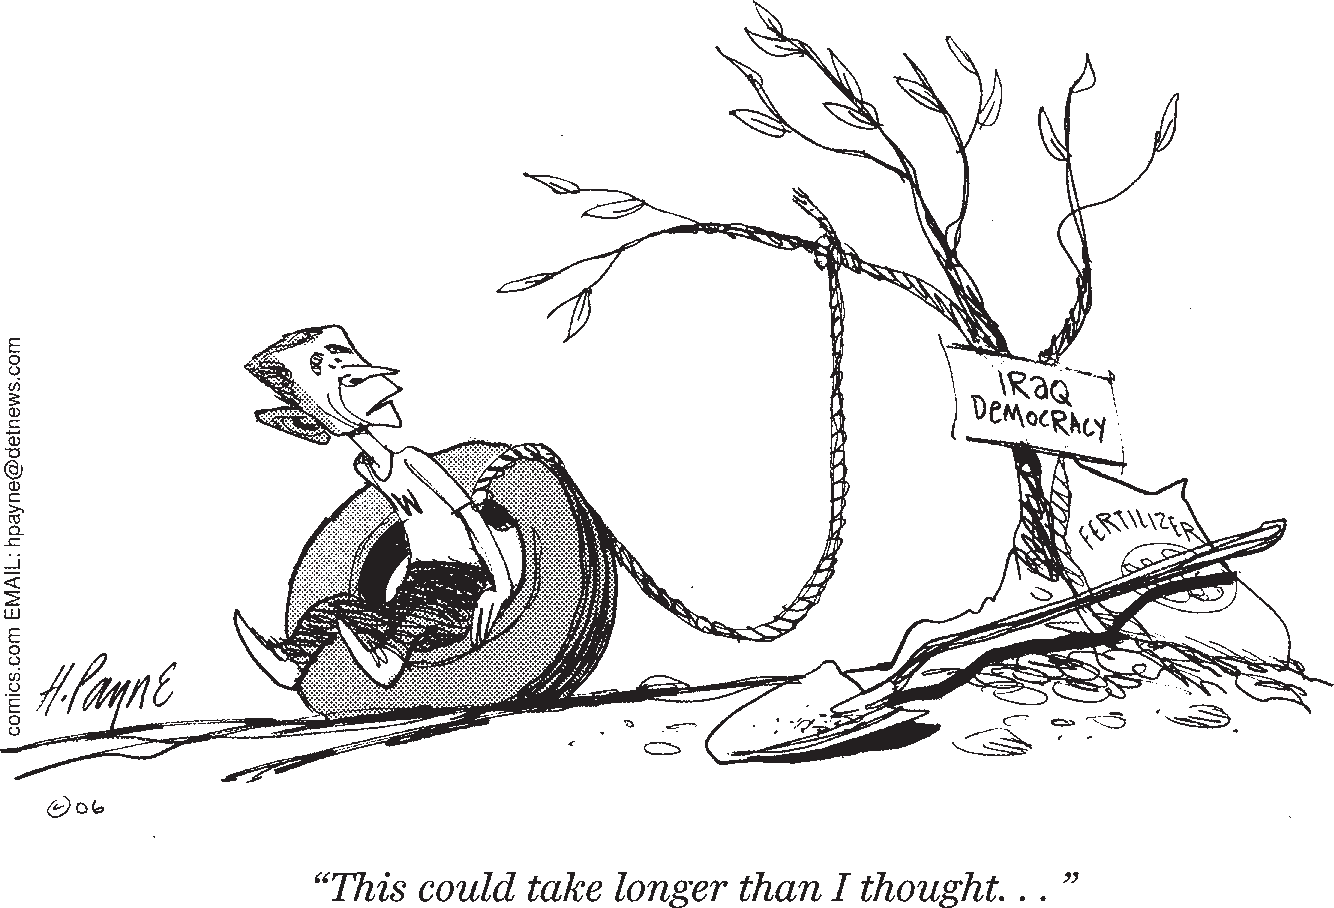 IRAQ
DEMOCRACY
FERTILIZER
W
comics.com EMAIL: hpayne@detnews.com
H. Payne
© 06
“This could take longer than I thought. . . ”